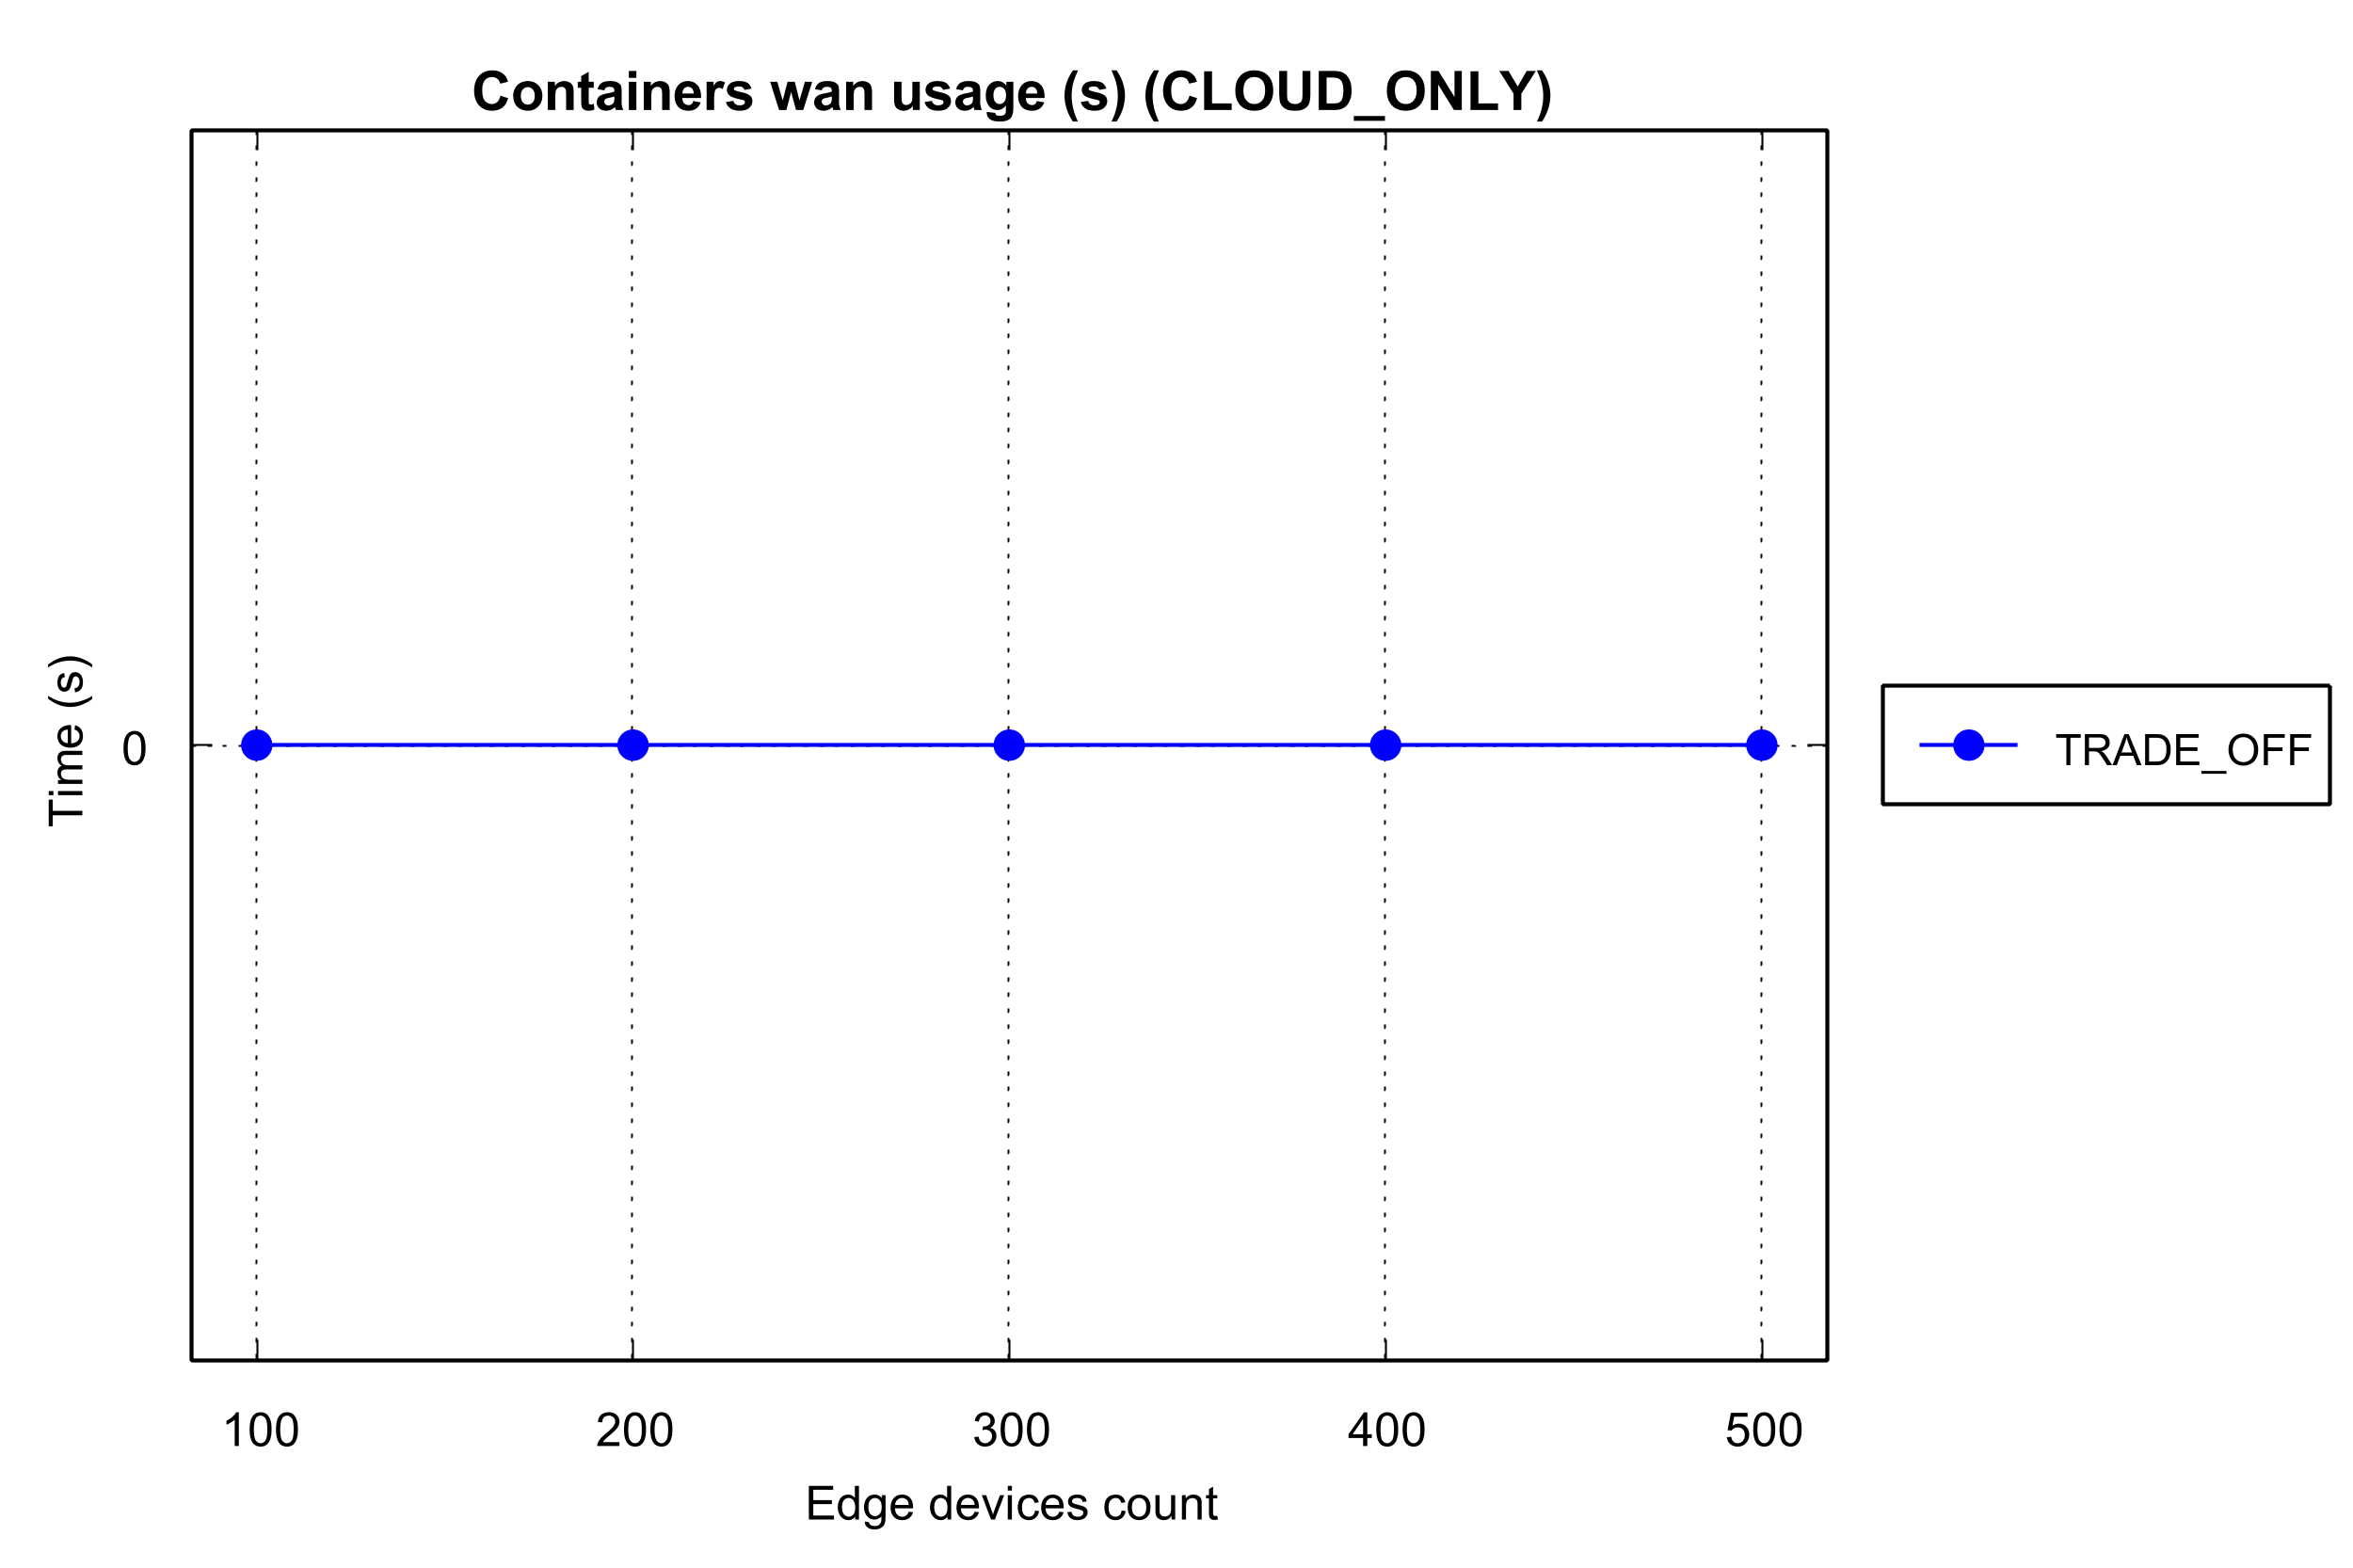 Containers wan usage (s) (CLOUD_ONLY)
Time (s)
0
TRADE_OFF
100 200 300 400 500
Edge devices count